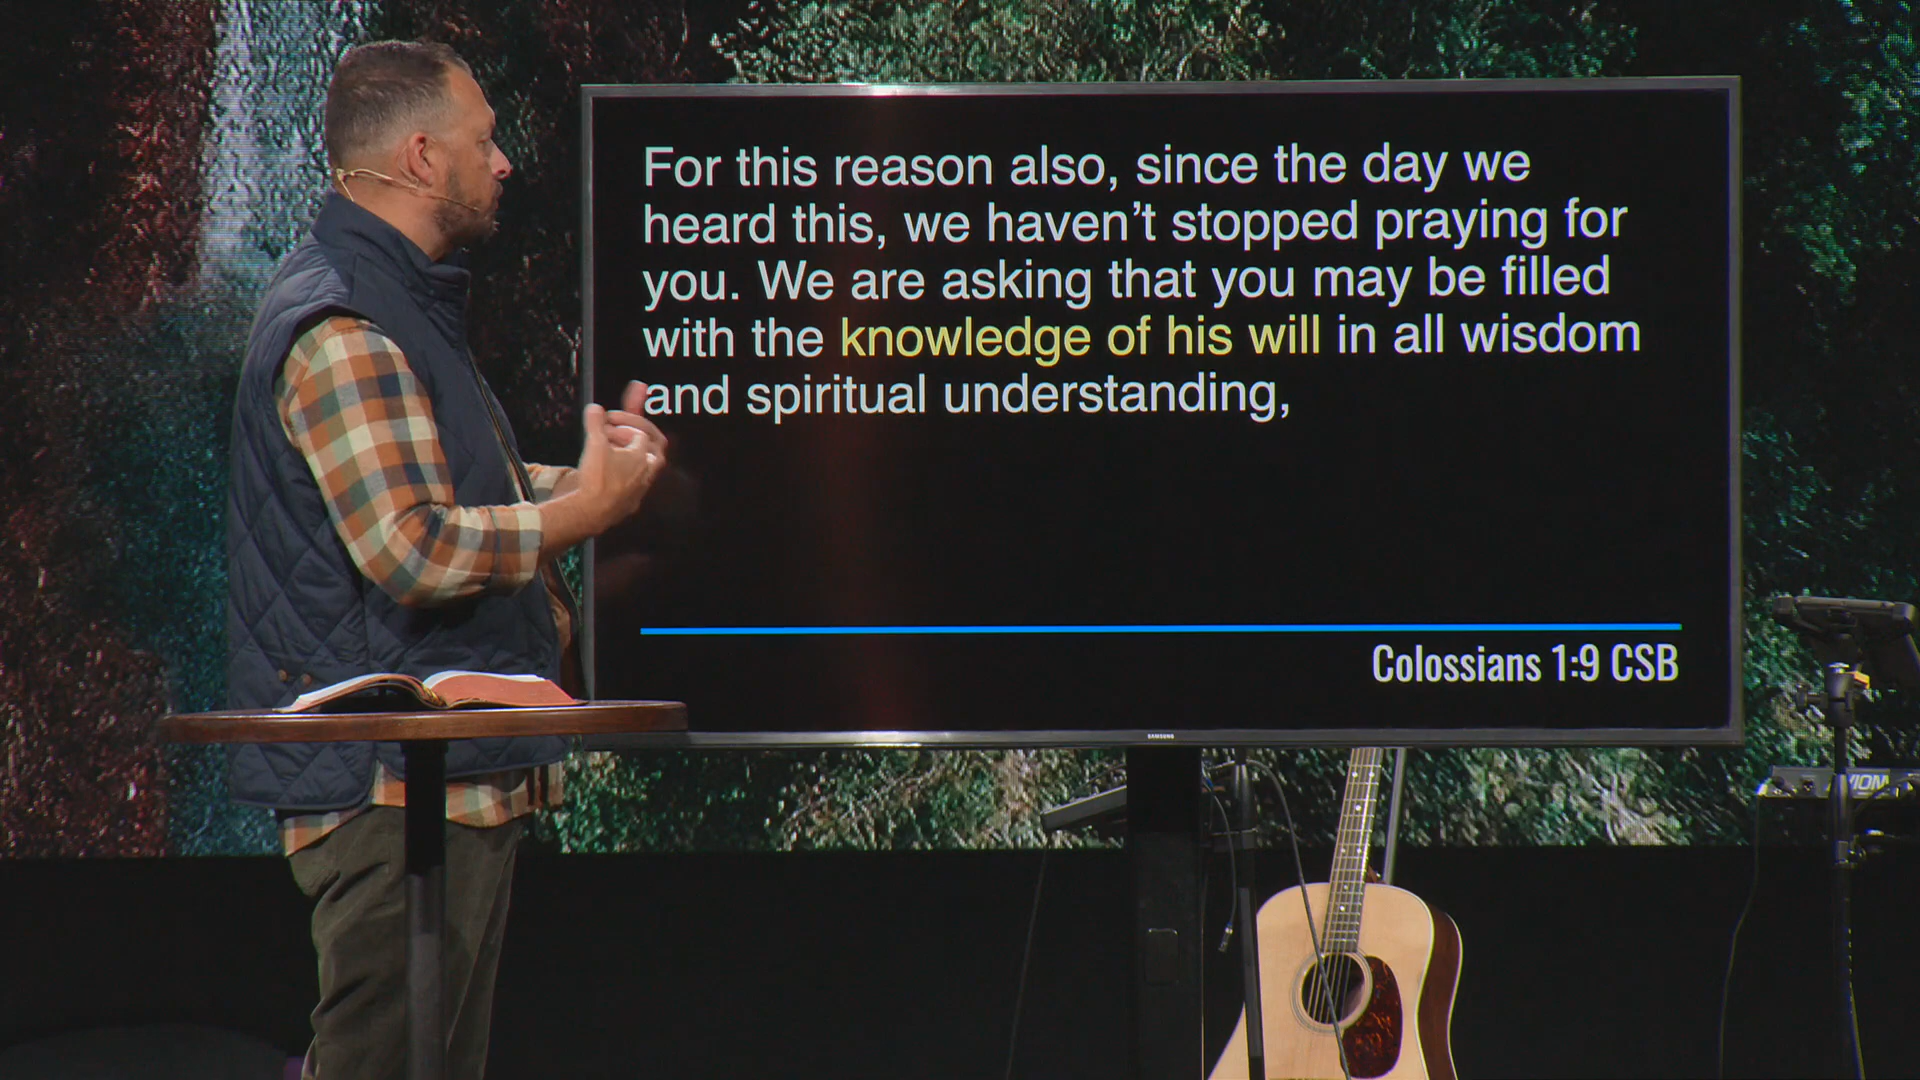 For this reason also, since the day we
heard this, we haven’t stopped praying for
you. We are asking that you may be filled
with the knowledge of his will in all wisdom
and spiritual understanding,
Colossians 1:9 CSB
SAMSUNG
VIOM